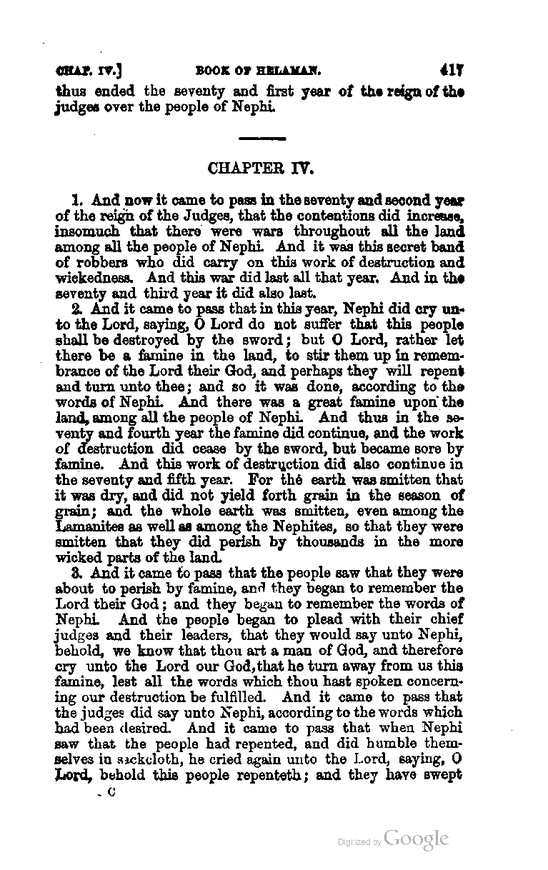 CHAP. IV.] BOOK OF HELAMAN. 417
thus ended the seventy and first year of the reign of the
judges over the people of Nephi.
CHAPTER IV.
1. And now it came to pass in the seventy and second year
of the reign of the Judges, that the contentions did increase,
insomuch that there were wars throughout all the land
among all the people of Nephi. And it was this secret band
of robbers who did carry on this work of destruction and
wickedness. And this war did last all that year. And in the
seventy and third year it did also last.
2. And it came to pass that in this year, Nephi did cry un-
to the Lord, saying, O Lord do not suffer that this people
shall be destroyed by the sword; but O Lord, rather let
there be a famine in the land, to stir them up in remem-
brance of the Lord their God, and perhaps they will repent
and turn unto thee; and so it was done, according to the
words of Nephi. And there was a great famine upon the
land, among all the people of Nephi. And thus in the se-
venty and fourth year the famine did continue, and the work
of destruction did cease by the sword, but became sore by
famine. And this work of destruction did also continue in
the seventy and fifth year. For the earth was smitten that
it was dry, and did not yield forth grain in the season of
grain; and the whole earth was smitten, even among the
Lamanites as well as among the Nephites, so that they were
smitten that they did perish by thousands in the more
wicked parts of the land.
3. And it came to pass that the people saw that they were
about to perish by famine, and they began to remember the
Lord their God; and they began to remember the words of
Nephi. And the people began to plead with their chief
judges and their leaders, that they would say unto Nephi,
behold, we know that thou art a man of God, and therefore
cry unto the Lord our God, that he turn away from us this
famine, lest all the words which thou hast spoken concern-
ing our destruction be fulfilled. And it came to pass that
the judges did say unto Nephi, according to the words which
had been desired. And it came to pass that when Nephi
saw that the people had repented, and did humble them-
selves in sackcloth, he cried again unto the Lord, saying, O
Lord, behold this people repenteth; and they have swept
C
Digitized by Google